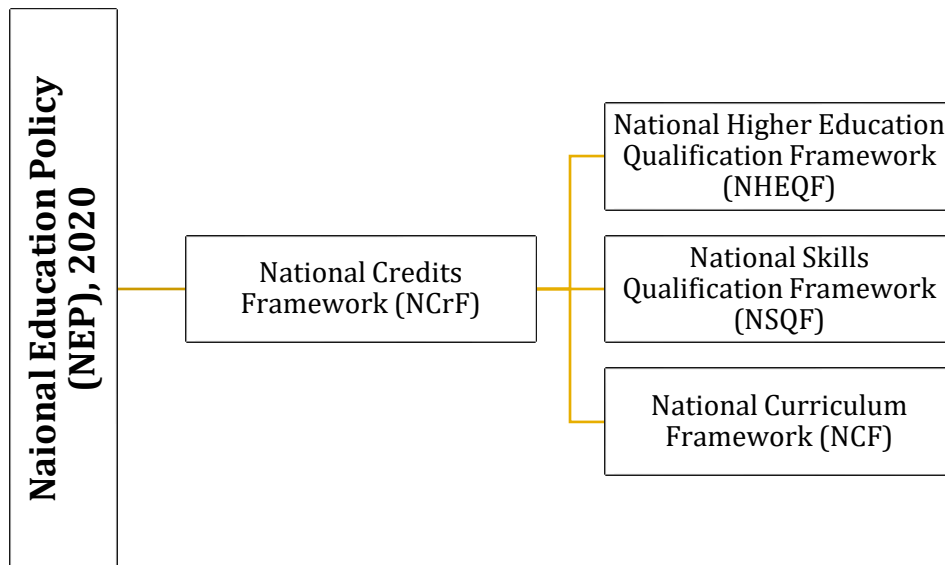 Naional Education Policy
(NEP), 2020
National Credits
Framework (NCrF)
National Higher Education
Qualification Framework
(NHEQF)
National Skills
Qualification Framework
(NSQF)
National Curriculum
Framework (NCF)